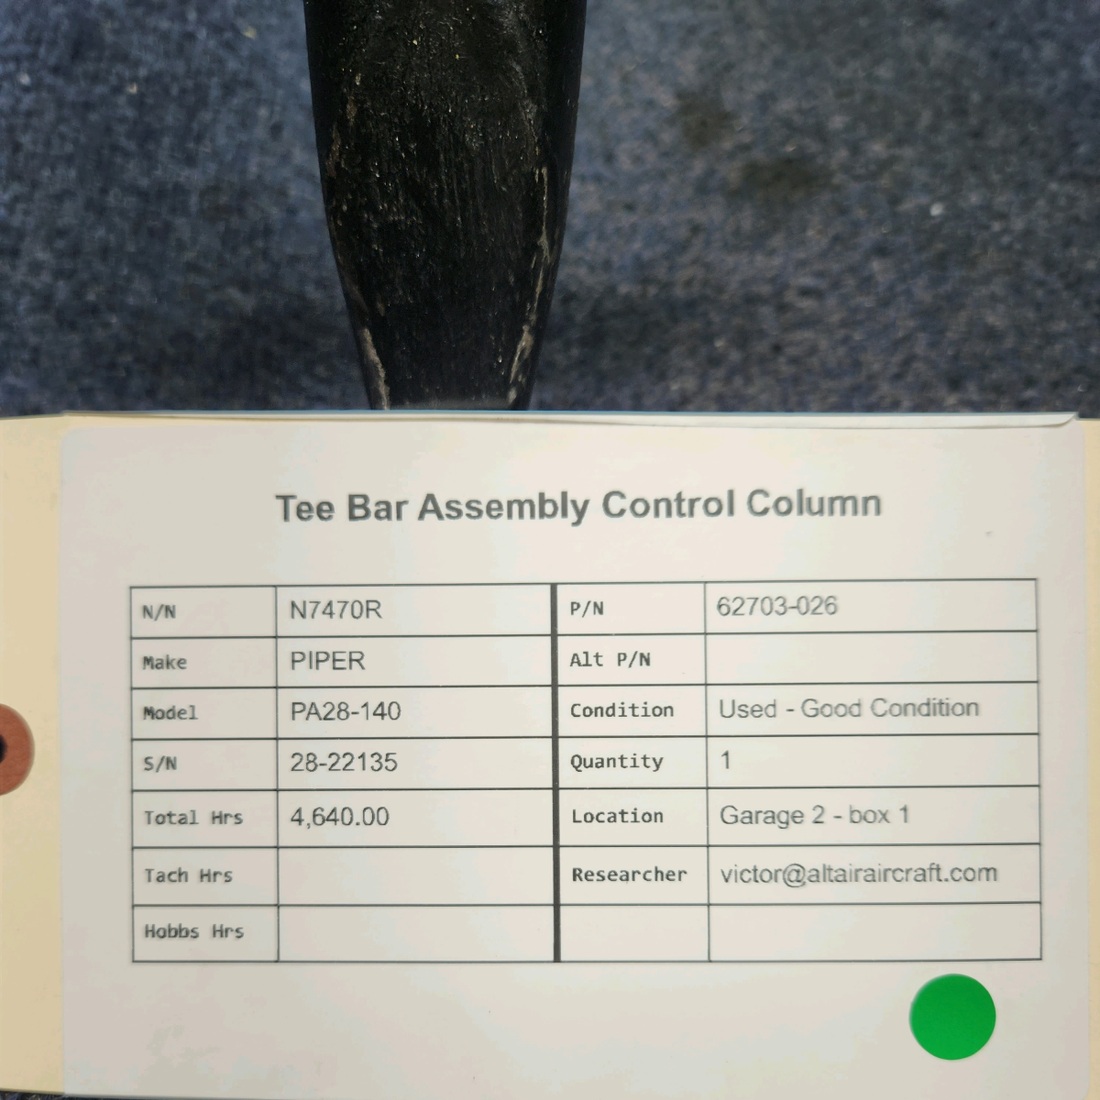 Tee Bar Assembly Control Column
N/N N7470R P/N 62703-026
Make PIPER Alt P/N
Model PA28-140 Condition Used - Good Condition
S/N 28-22135 Quantity 1
Total Hrs 4,640.00 Location Garage 2 - box 1
Tach Hrs Researcher victor@altairaircraft.com
Hobbs Hrs